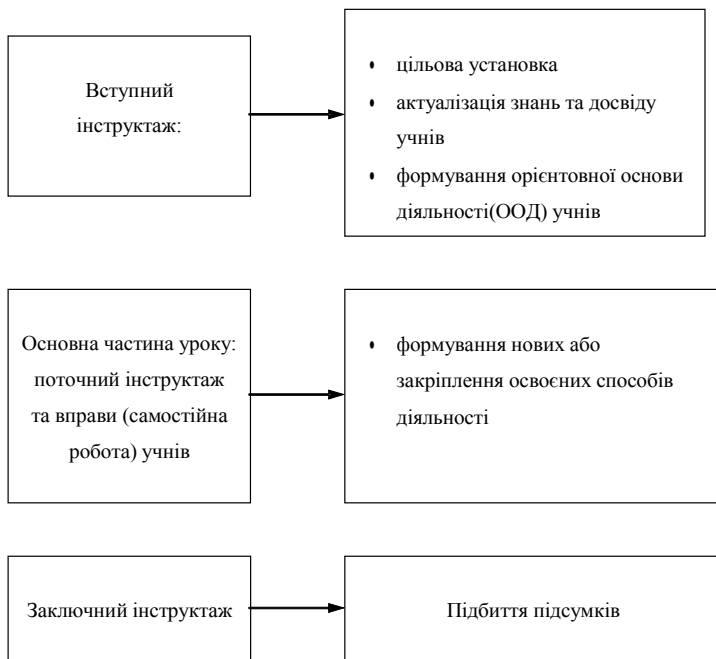 Вступний
інструктаж:
• цільова установка
• актуалізація знань та досвіду
учнів
• формування орієнтовної основи
діяльності(ООД) учнів
Основна частина уроку:
поточний інструктаж
та вправи (самостійна
робота) учнів
• формування нових або
закріплення освоєних способів
діяльності
Заключний інструктаж
Підбиття підсумків